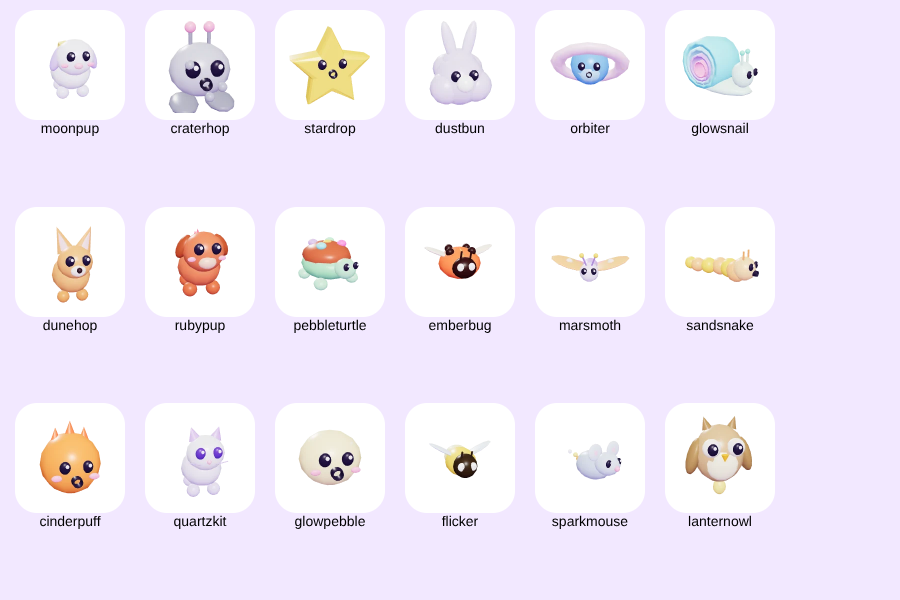 moonpup
craterhop
stardrop
dustbun
orbiter
glowsnail
dunehop
rubypup
pebbleturtle
emberbug
marsmoth
sandsnake
cinderpuff
quartzkit
glowpebble
flicker
sparkmouse
lanternowl